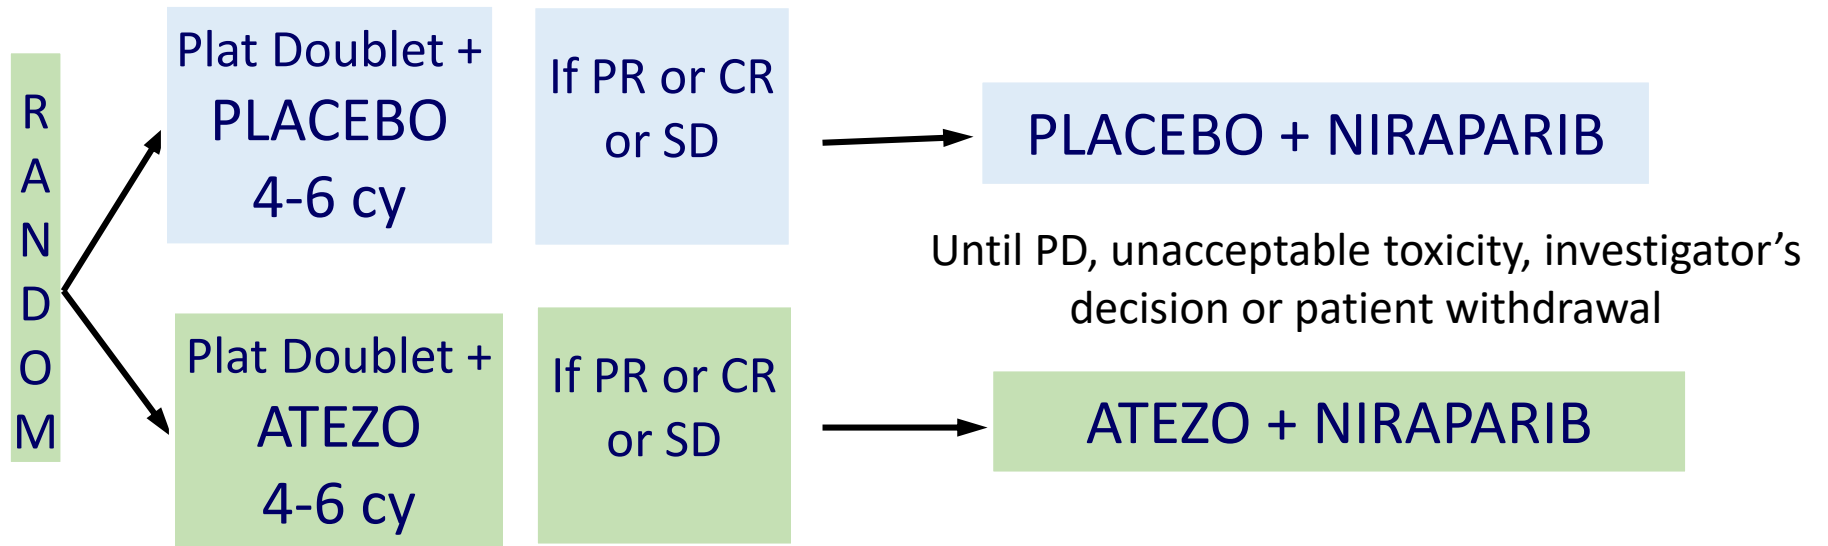 RANDOM
Plat Doublet +
PLACEBO
4-6 cy
If PR or CR
or SD
PLACEBO + NIRAPARIB
Until PD, unacceptable toxicity, investigator’s
decision or patient withdrawal
Plat Doublet +
ATEZO
4-6 cy
If PR or CR
or SD
ATEZO + NIRAPARIB